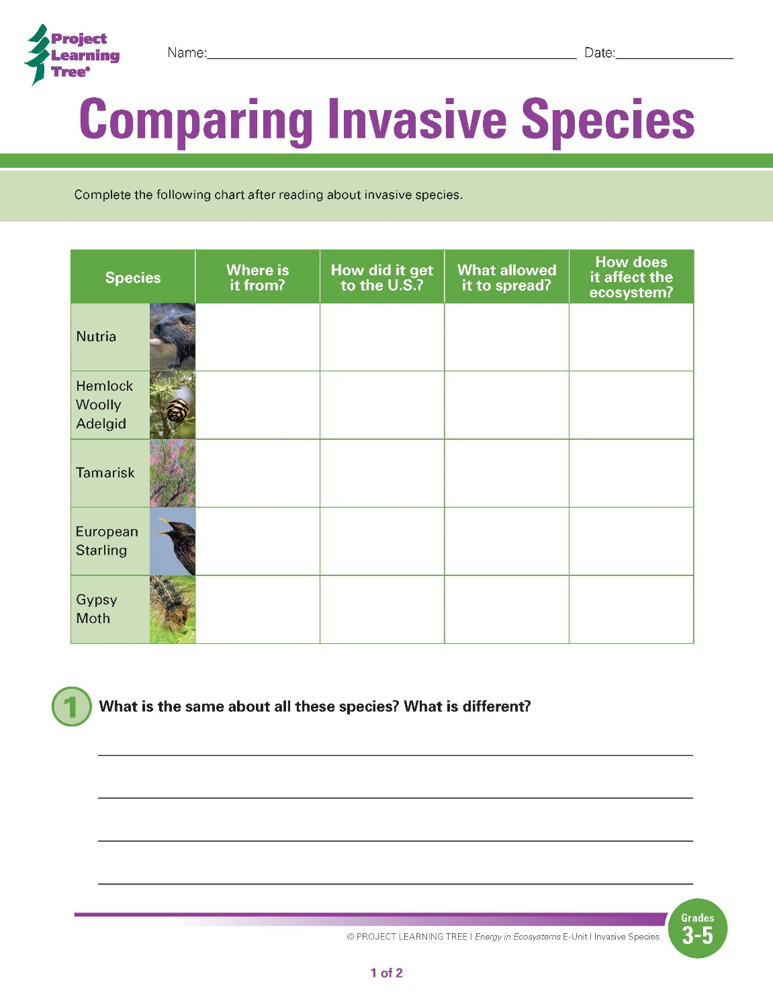 Project
Learning
Tree®
Name: Date:
Comparing Invasive Species
Complete the following chart after reading about invasive species.
Species
Where is
it from?
How did it get
to the U.S.?
What allowed
it to spread?
How does
it affect the
ecosystem?
Nutria
Hemlock
Woolly
Adelgid
Tamarisk
European
Starling
Gypsy
Moth
1 What is the same about all these species? What is different?
Grades
3-5
© PROJECT LEARNING TREE | Energy in Ecosystems E-Unit | Invasive Species
1 of 2